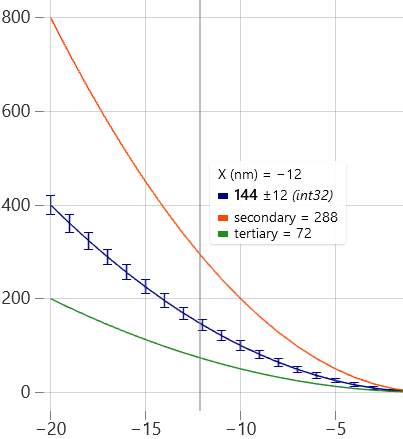 800
600
X (nm) = −12
144 ±12 (int32)
400
secondary = 288
tertiary = 72
200
0
−20 −15 −10 −5